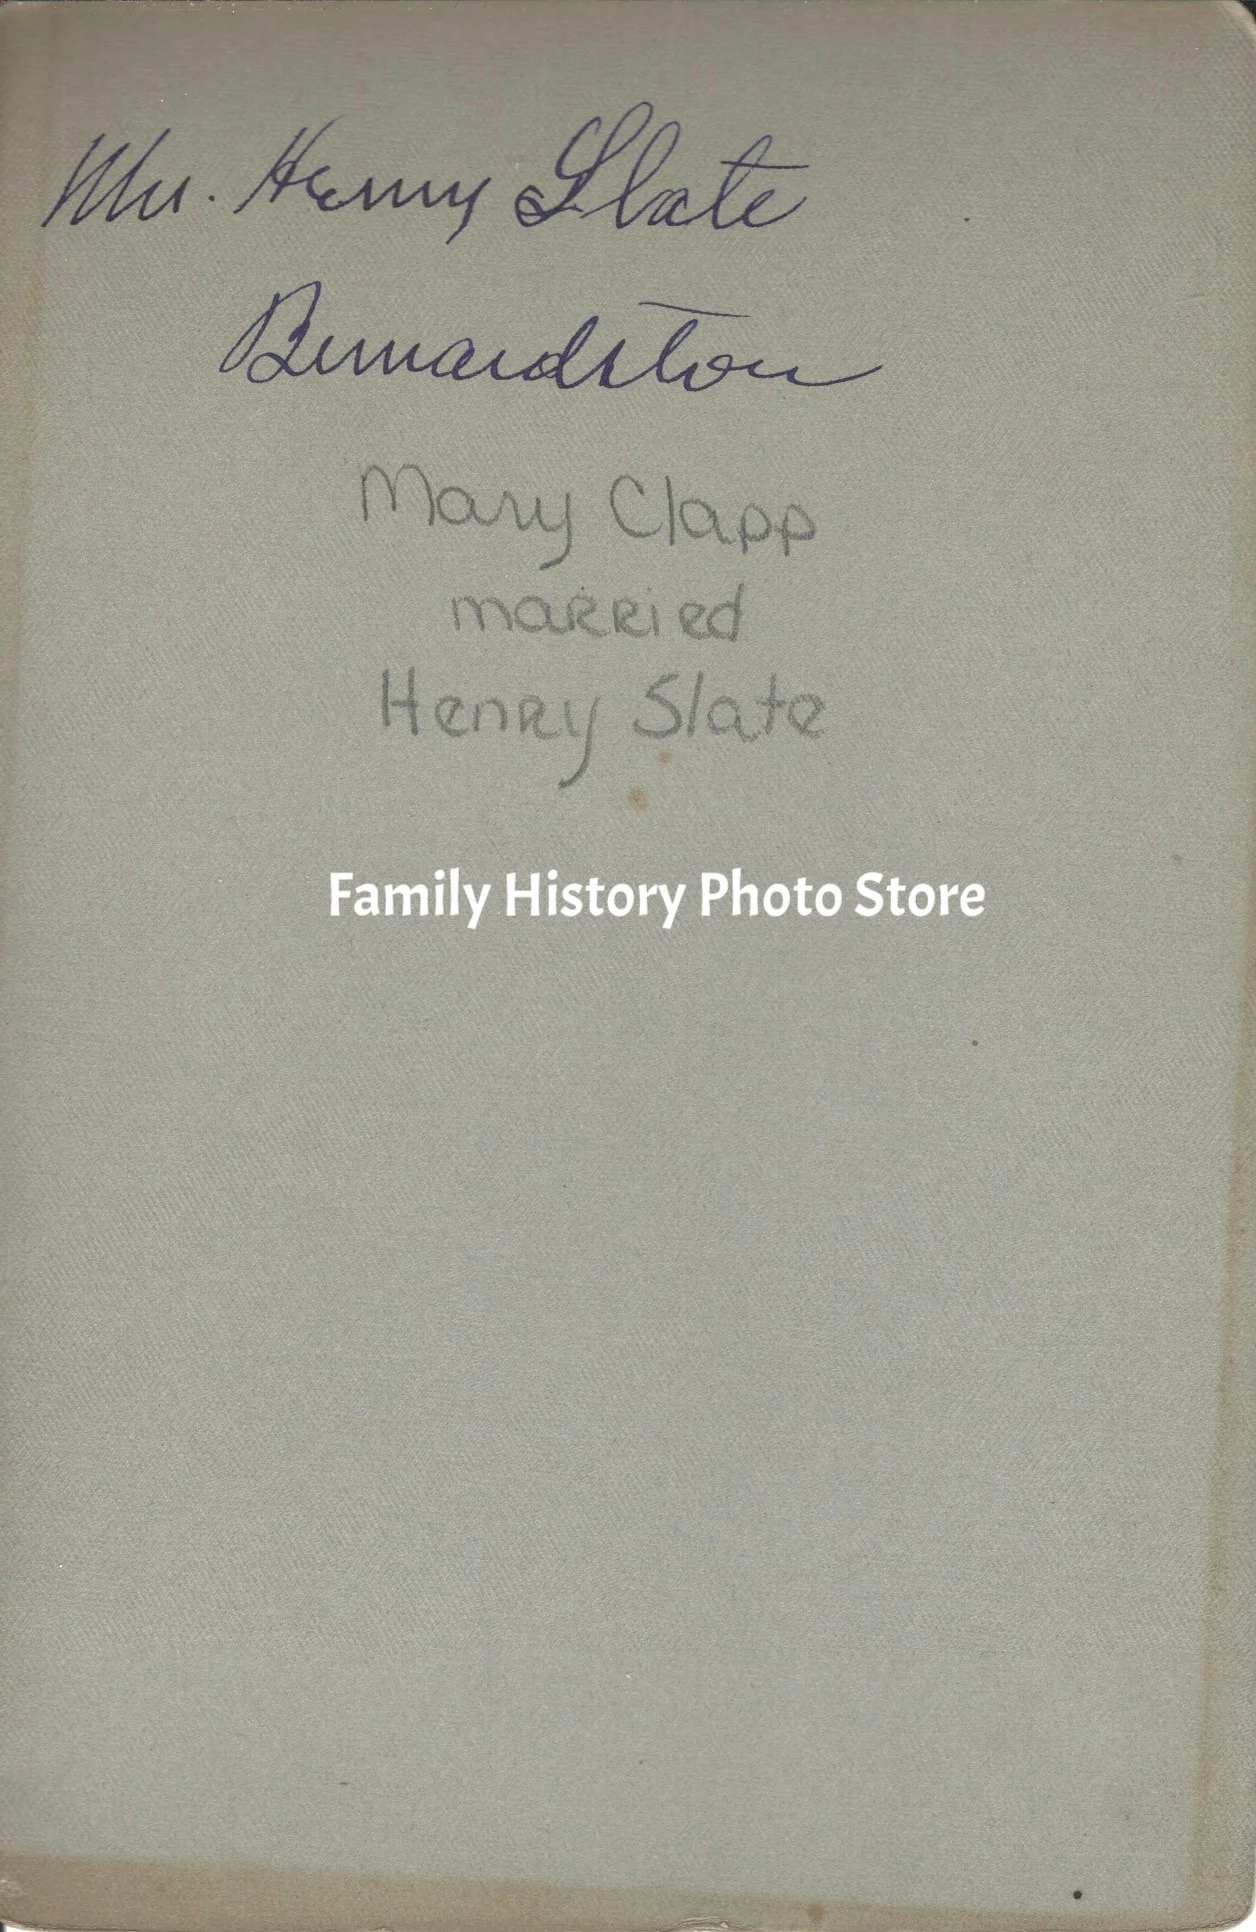 Mrs. Henry Slate
Bernardston
Mary Clapp
married
Henry Slate
Family History Photo Store